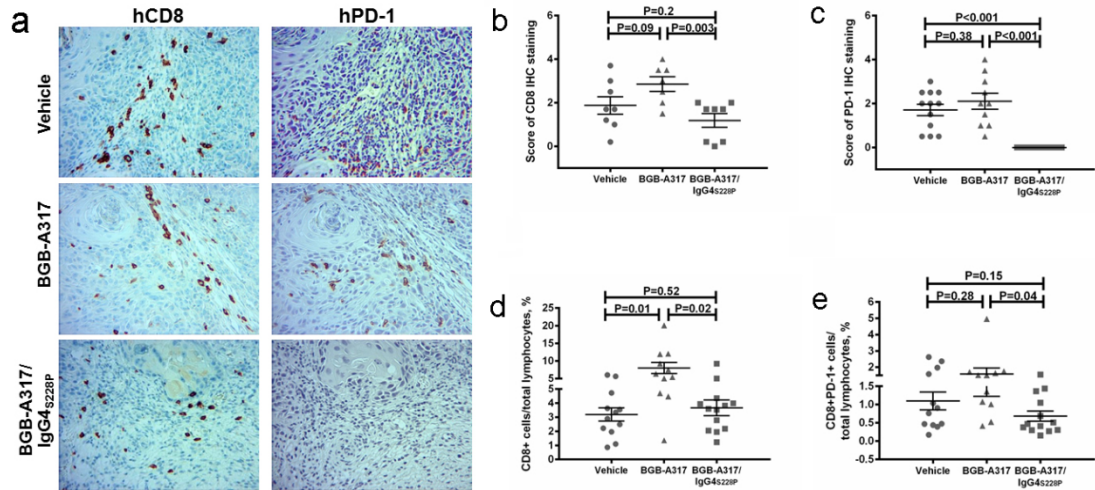 a
hCD8 hPD-1
Vehicle
BGB-A317
BGB-A317/
IgG4S228P
b
P=0.2
P=0.09 P=0.003
Score of CD8 IHC staining
6
4
2
0
Vehicle BGB-A317 BGB-A317/
IgG4S228P
c
P<0.001
P=0.38 P<0.001
Score of PD-1 IHC staining
6
4
2
0
Vehicle BGB-A317 BGB-A317/
IgG4S228P
d
P=0.52
P=0.01 P=0.02
CD8+ cells/total lymphocytes, %
25
20
15
10
5
4
3
2
1
0
Vehicle BGB-A317 BGB-A317/
IgG4S228P
e
P=0.15
P=0.28 P=0.04
CD8+PD-1+ cells/
total lymphocytes, %
6
5
4
3
2
1.5
1.0
0.5
0.0
-0.5
Vehicle BGB-A317 BGB-A317/
IgG4S228P